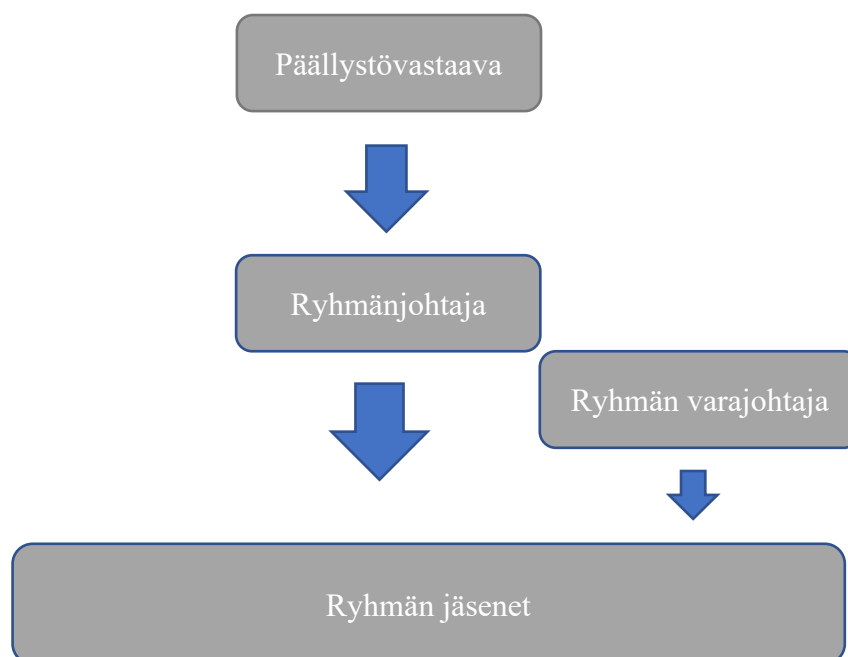 Päällystövastaava
Ryhmänjohtaja
Ryhmän varajohtaja
Ryhmän jäsenet